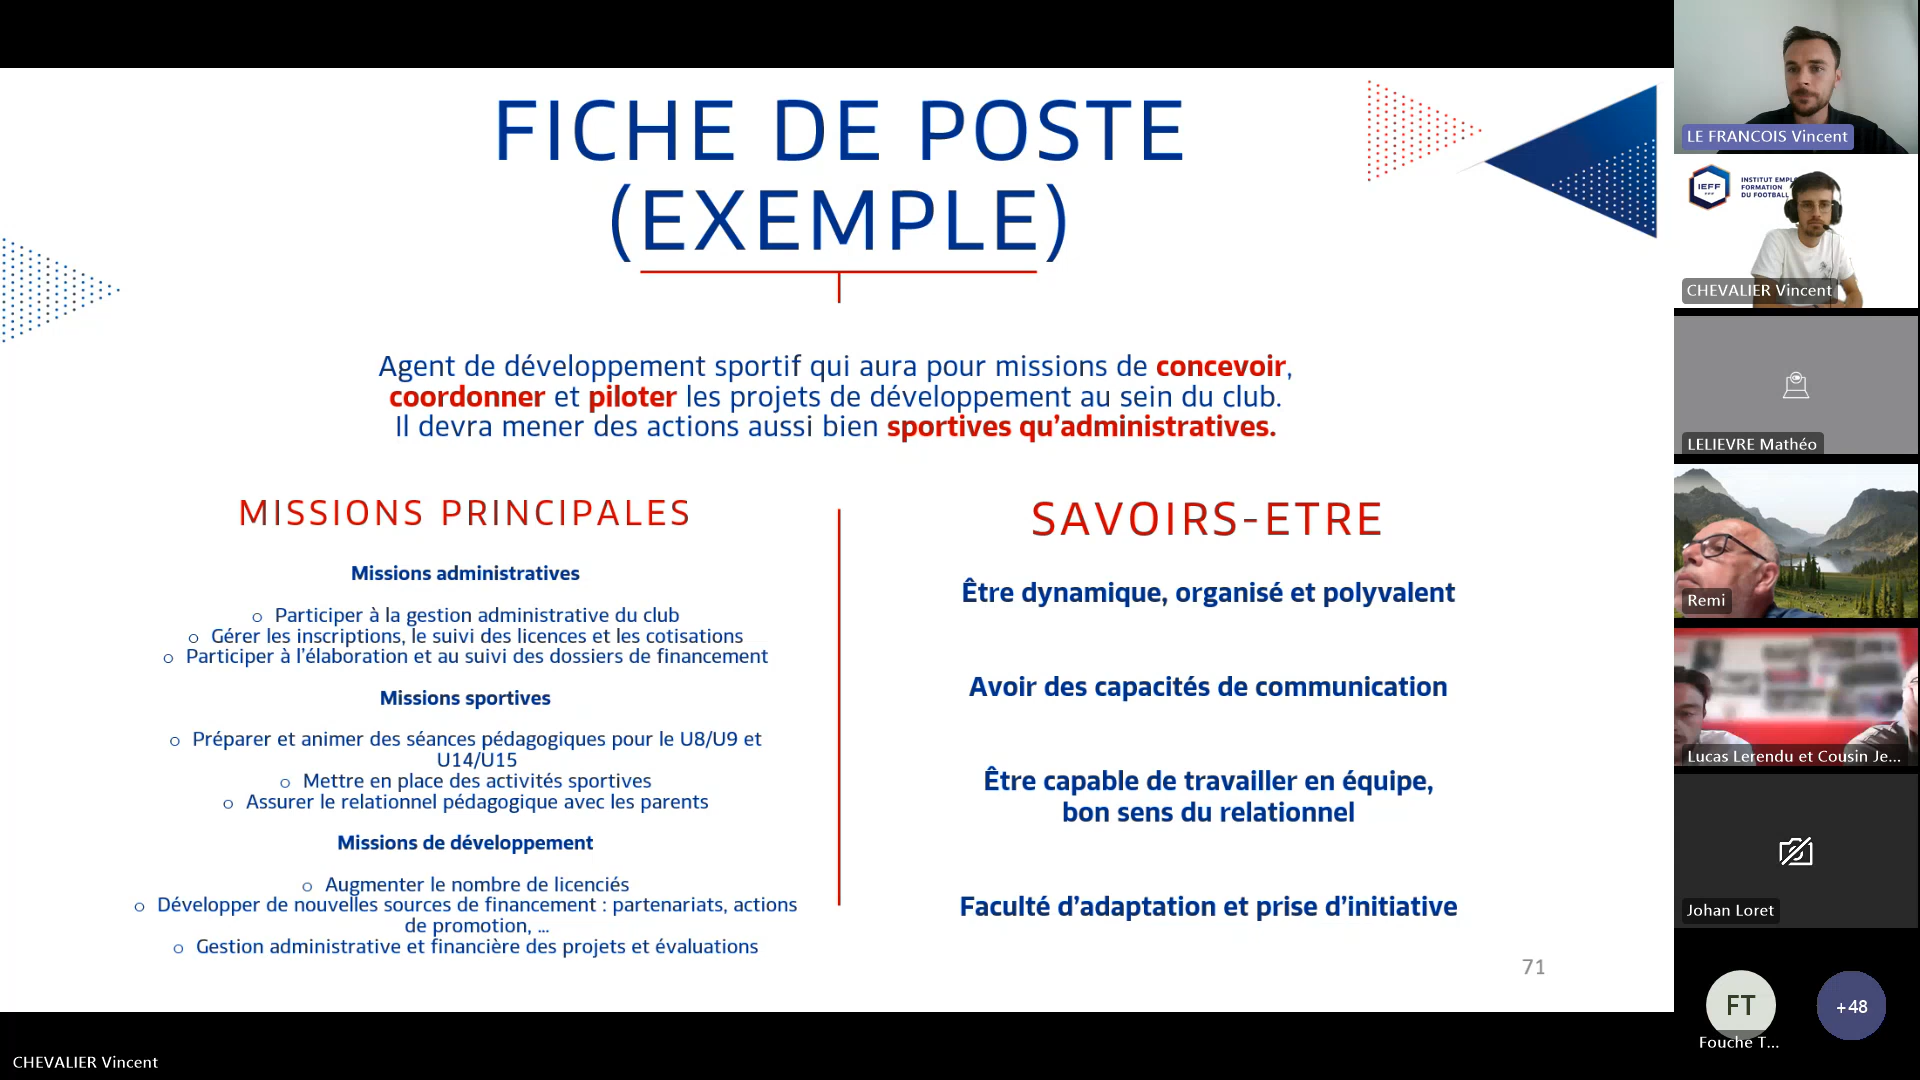 FICHE DE POSTE
(EXEMPLE)
Agent de développement sportif qui aura pour missions de concevoir,
coordonner et piloter les projets de développement au sein du club.
Il devra mener des actions aussi bien sportives qu’administratives.
MISSIONS PRINCIPALES
Missions administratives
o Participer à la gestion administrative du club
o Gérer les inscriptions, le suivi des licences et les cotisations
o Participer à l’élaboration et au suivi des dossiers de financement
Missions sportives
o Préparer et animer des séances pédagogiques pour le U8/U9 et
U14/U15
o Mettre en place des activités sportives
o Assurer le relationnel pédagogique avec les parents
Missions de développement
o Augmenter le nombre de licenciés
o Développer de nouvelles sources de financement : partenariats, actions
de promotion, ...
o Gestion administrative et financière des projets et évaluations
SAVOIRS-ETRE
Être dynamique, organisé et polyvalent
Avoir des capacités de communication
Être capable de travailler en équipe,
bon sens du relationnel
Faculté d’adaptation et prise d’initiative
71
CHEVALIER Vincent
LE FRANCOIS Vincent
IEFF
INSTITUT
FORMATION
DU FOOTBALL
CHEVALIER Vincent
LELIEVRE Mathéo
Remi
Lucas Lerendu et Cousin Je...
Johan Loret
FT
Fouche T...
+48